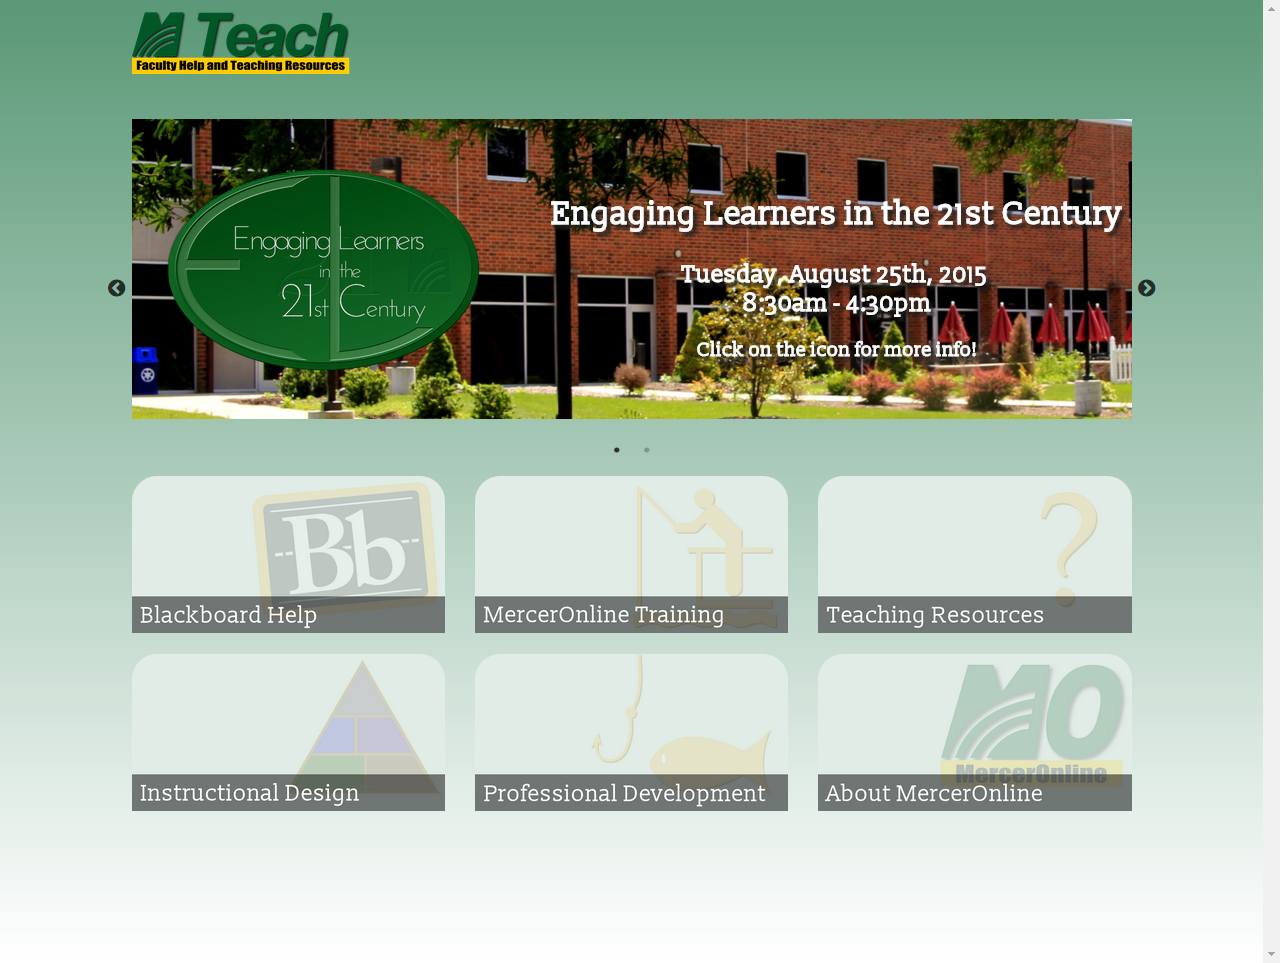 M Teach
Faculty Help and Teaching Resources
Engaging Learners
in the
21st Century
Engaging Learners in the 21st Century
Tuesday, August 25th, 2015
8:30am - 4:30pm
Click on the icon for more info!
Bb
Blackboard Help
MercerOnline Training
?
Teaching Resources
Instructional Design
Professional Development
MO
MercerOnline
About MercerOnline